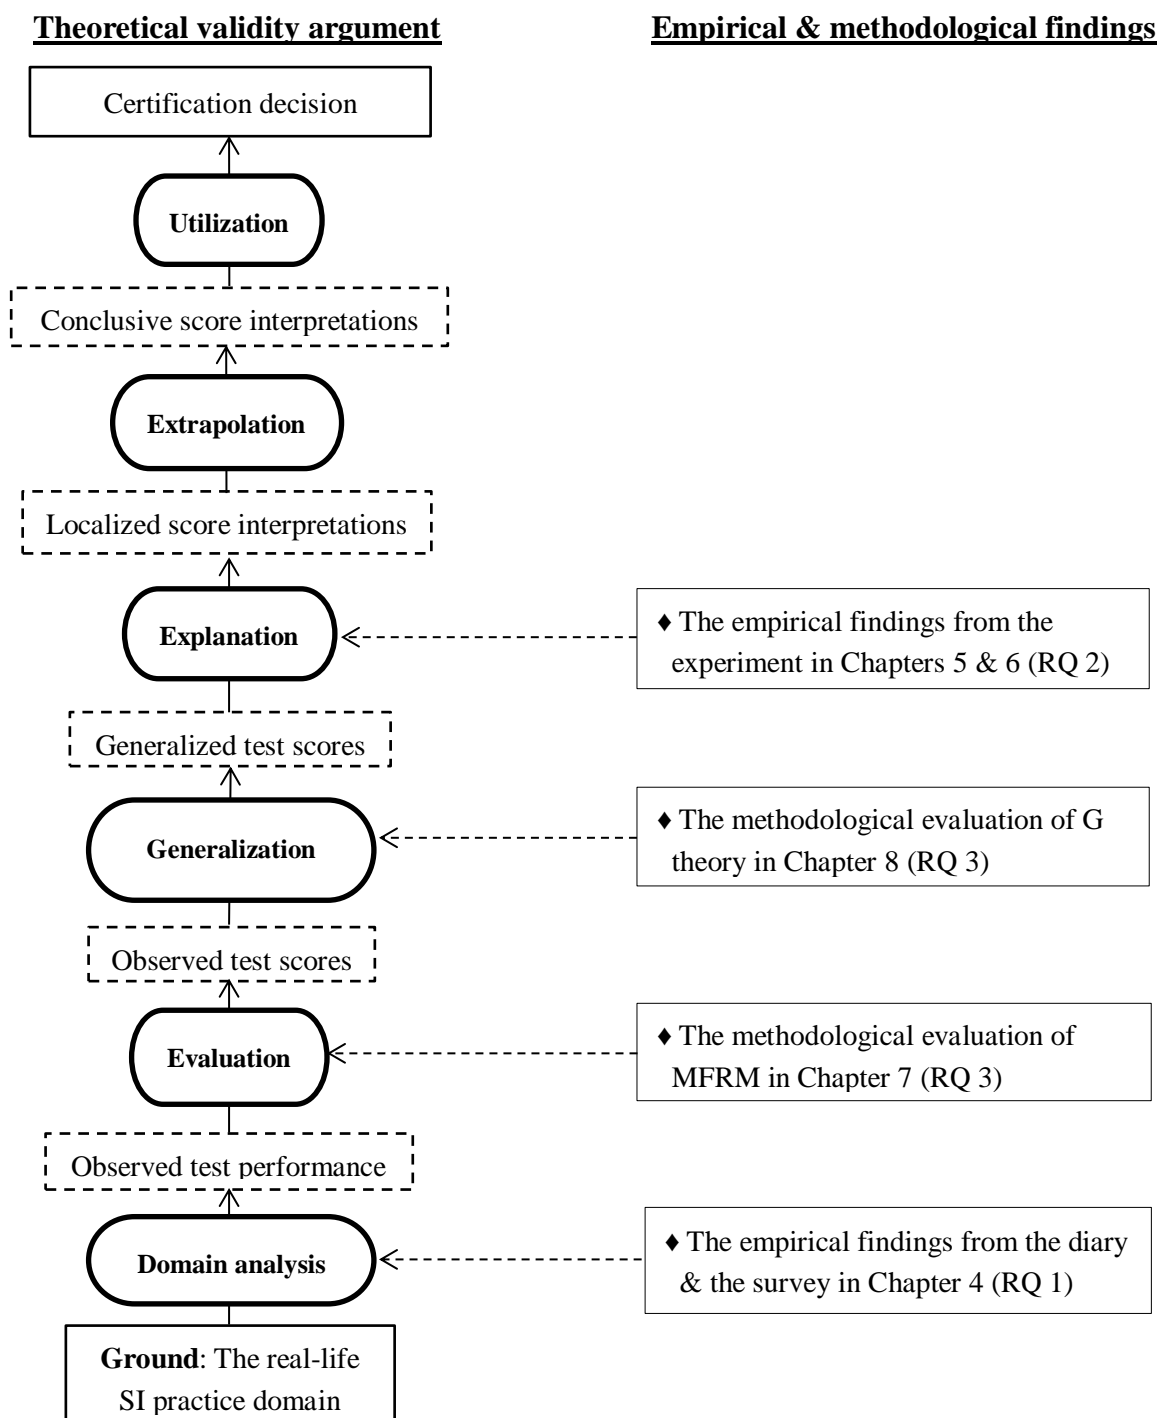 Theoretical validity argument
Empirical & methodological findings
Certification decision
Utilization
Conclusive score interpretations
Extrapolation
Localized score interpretations
Explanation
♦ The empirical findings from the
experiment in Chapters 5 & 6 (RQ 2)
Generalized test scores
Generalization
♦ The methodological evaluation of G
theory in Chapter 8 (RQ 3)
Observed test scores
Evaluation
♦ The methodological evaluation of
MFRM in Chapter 7 (RQ 3)
Observed test performance
Domain analysis
♦ The empirical findings from the diary
& the survey in Chapter 4 (RQ 1)
Ground: The real-life
SI practice domain